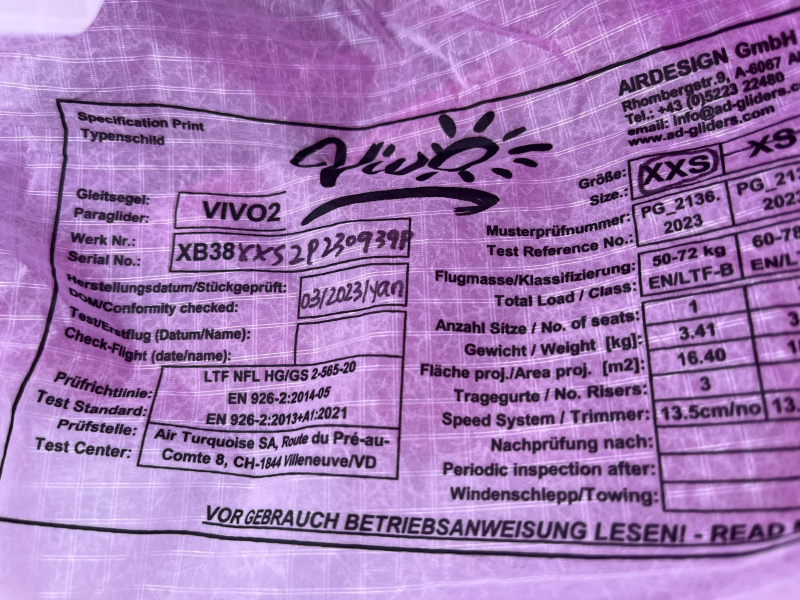 Specification Print
Typenschild
Vivo
AIRDESIGN GmbH
Rhombergstr.9, A-6067
Tel.: +43 (0)5223 22480
email: info@ad-gliders.c
www.ad-gliders.com
Gleitsegel:
Paraglider:
VIVO2
Werk Nr.:
Serial No.:
XB38XXS2P230939P
Herstellungsdatum/Stückgeprüft:
DOM/Conformity checked:
03/2023/yan
Test/Erstflug (Datum/Name):
Check-Flight (date/name):
Prüfrichtlinie:
Test Standard:
LTF NFL HG/GS 2-565-20
EN 926-2:2014-05
EN 926-2:2013+A1:2021
Prüfstelle:
Test Center:
Air Turquoise SA, Route du Pré-au-
Comte 8, CH-1844 Villeneuve/VD
Größe:
Size.:
XXS XS
Musterprüfnummer:
Test Reference No.:
PG_2136. PG_213
2023 2023
Flugmasse/Klassifizierung:
Total Load / Class:
50-72 kg 60-78
EN/LTF-B EN/L
Anzahl Sitze / No. of seats: 1
Gewicht / Weight [kg]: 3.41
Fläche proj./Area proj. [m2]: 16.40
Tragegurte / No. Risers: 3
Speed System / Trimmer: 13.5cm/no 13.
Nachprüfung nach:
Periodic inspection after:
Windenschlepp/Towing:
VOR GEBRAUCH BETRIEBSANWEISUNG LESEN! - READ